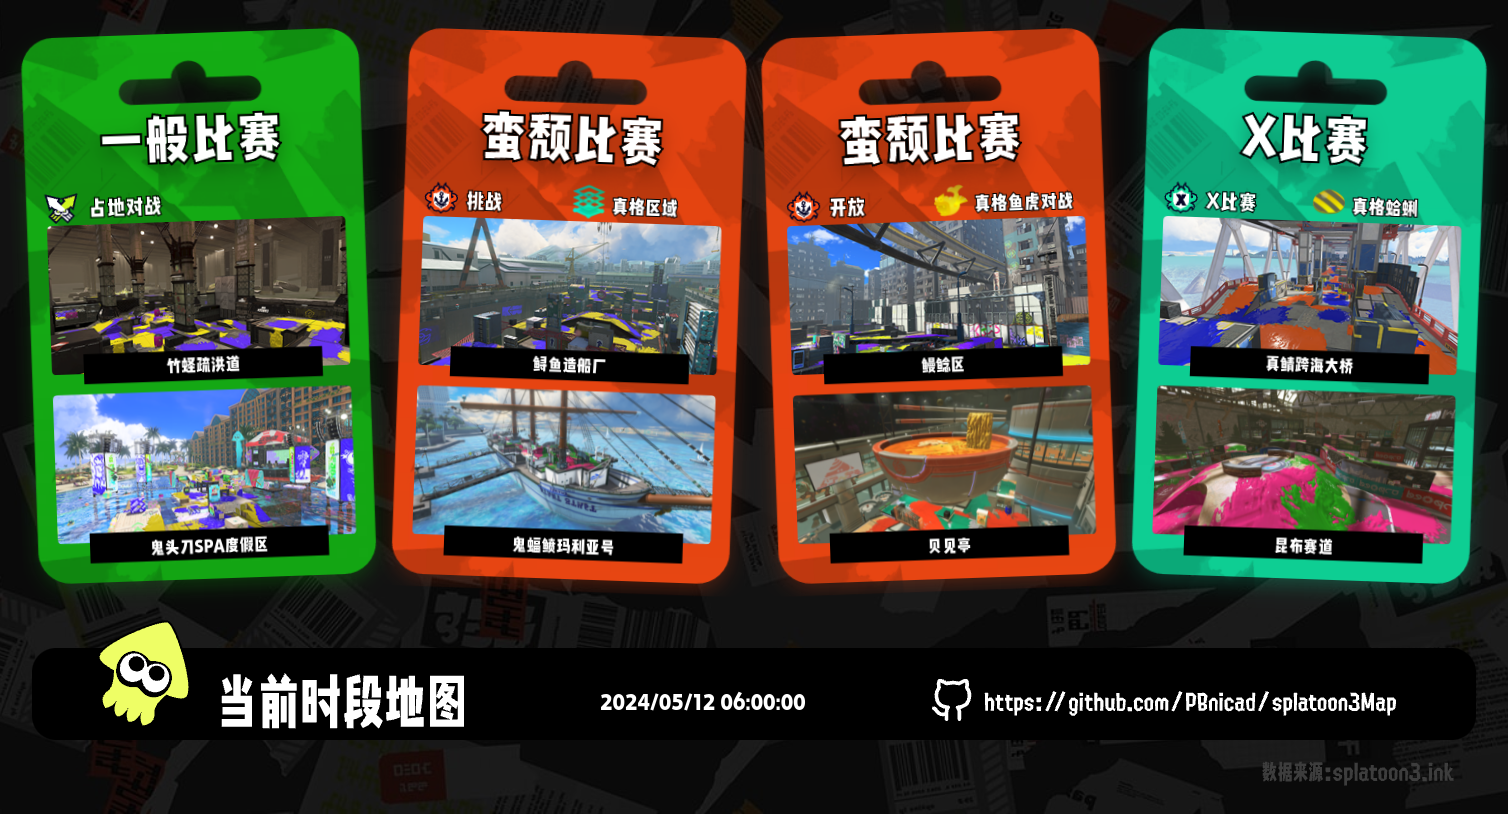 一般比赛
占地对战
竹蛏疏洪道
鬼头刀SPA度假区
蛮颓比赛
挑战
真格区域
鲟鱼造船厂
鬼蝠鲼玛利亚号
蛮颓比赛
开放
真格鱼虎对战
鳗鲶区
贝见亭
X比赛
X比赛
真格蛤蜊
真鲭跨海大桥
昆布赛道
当前时段地图
2024/05/12 06:00:00
https://github.com/PBnicad/splatoon3Map
数据来源:splatoon3.ink